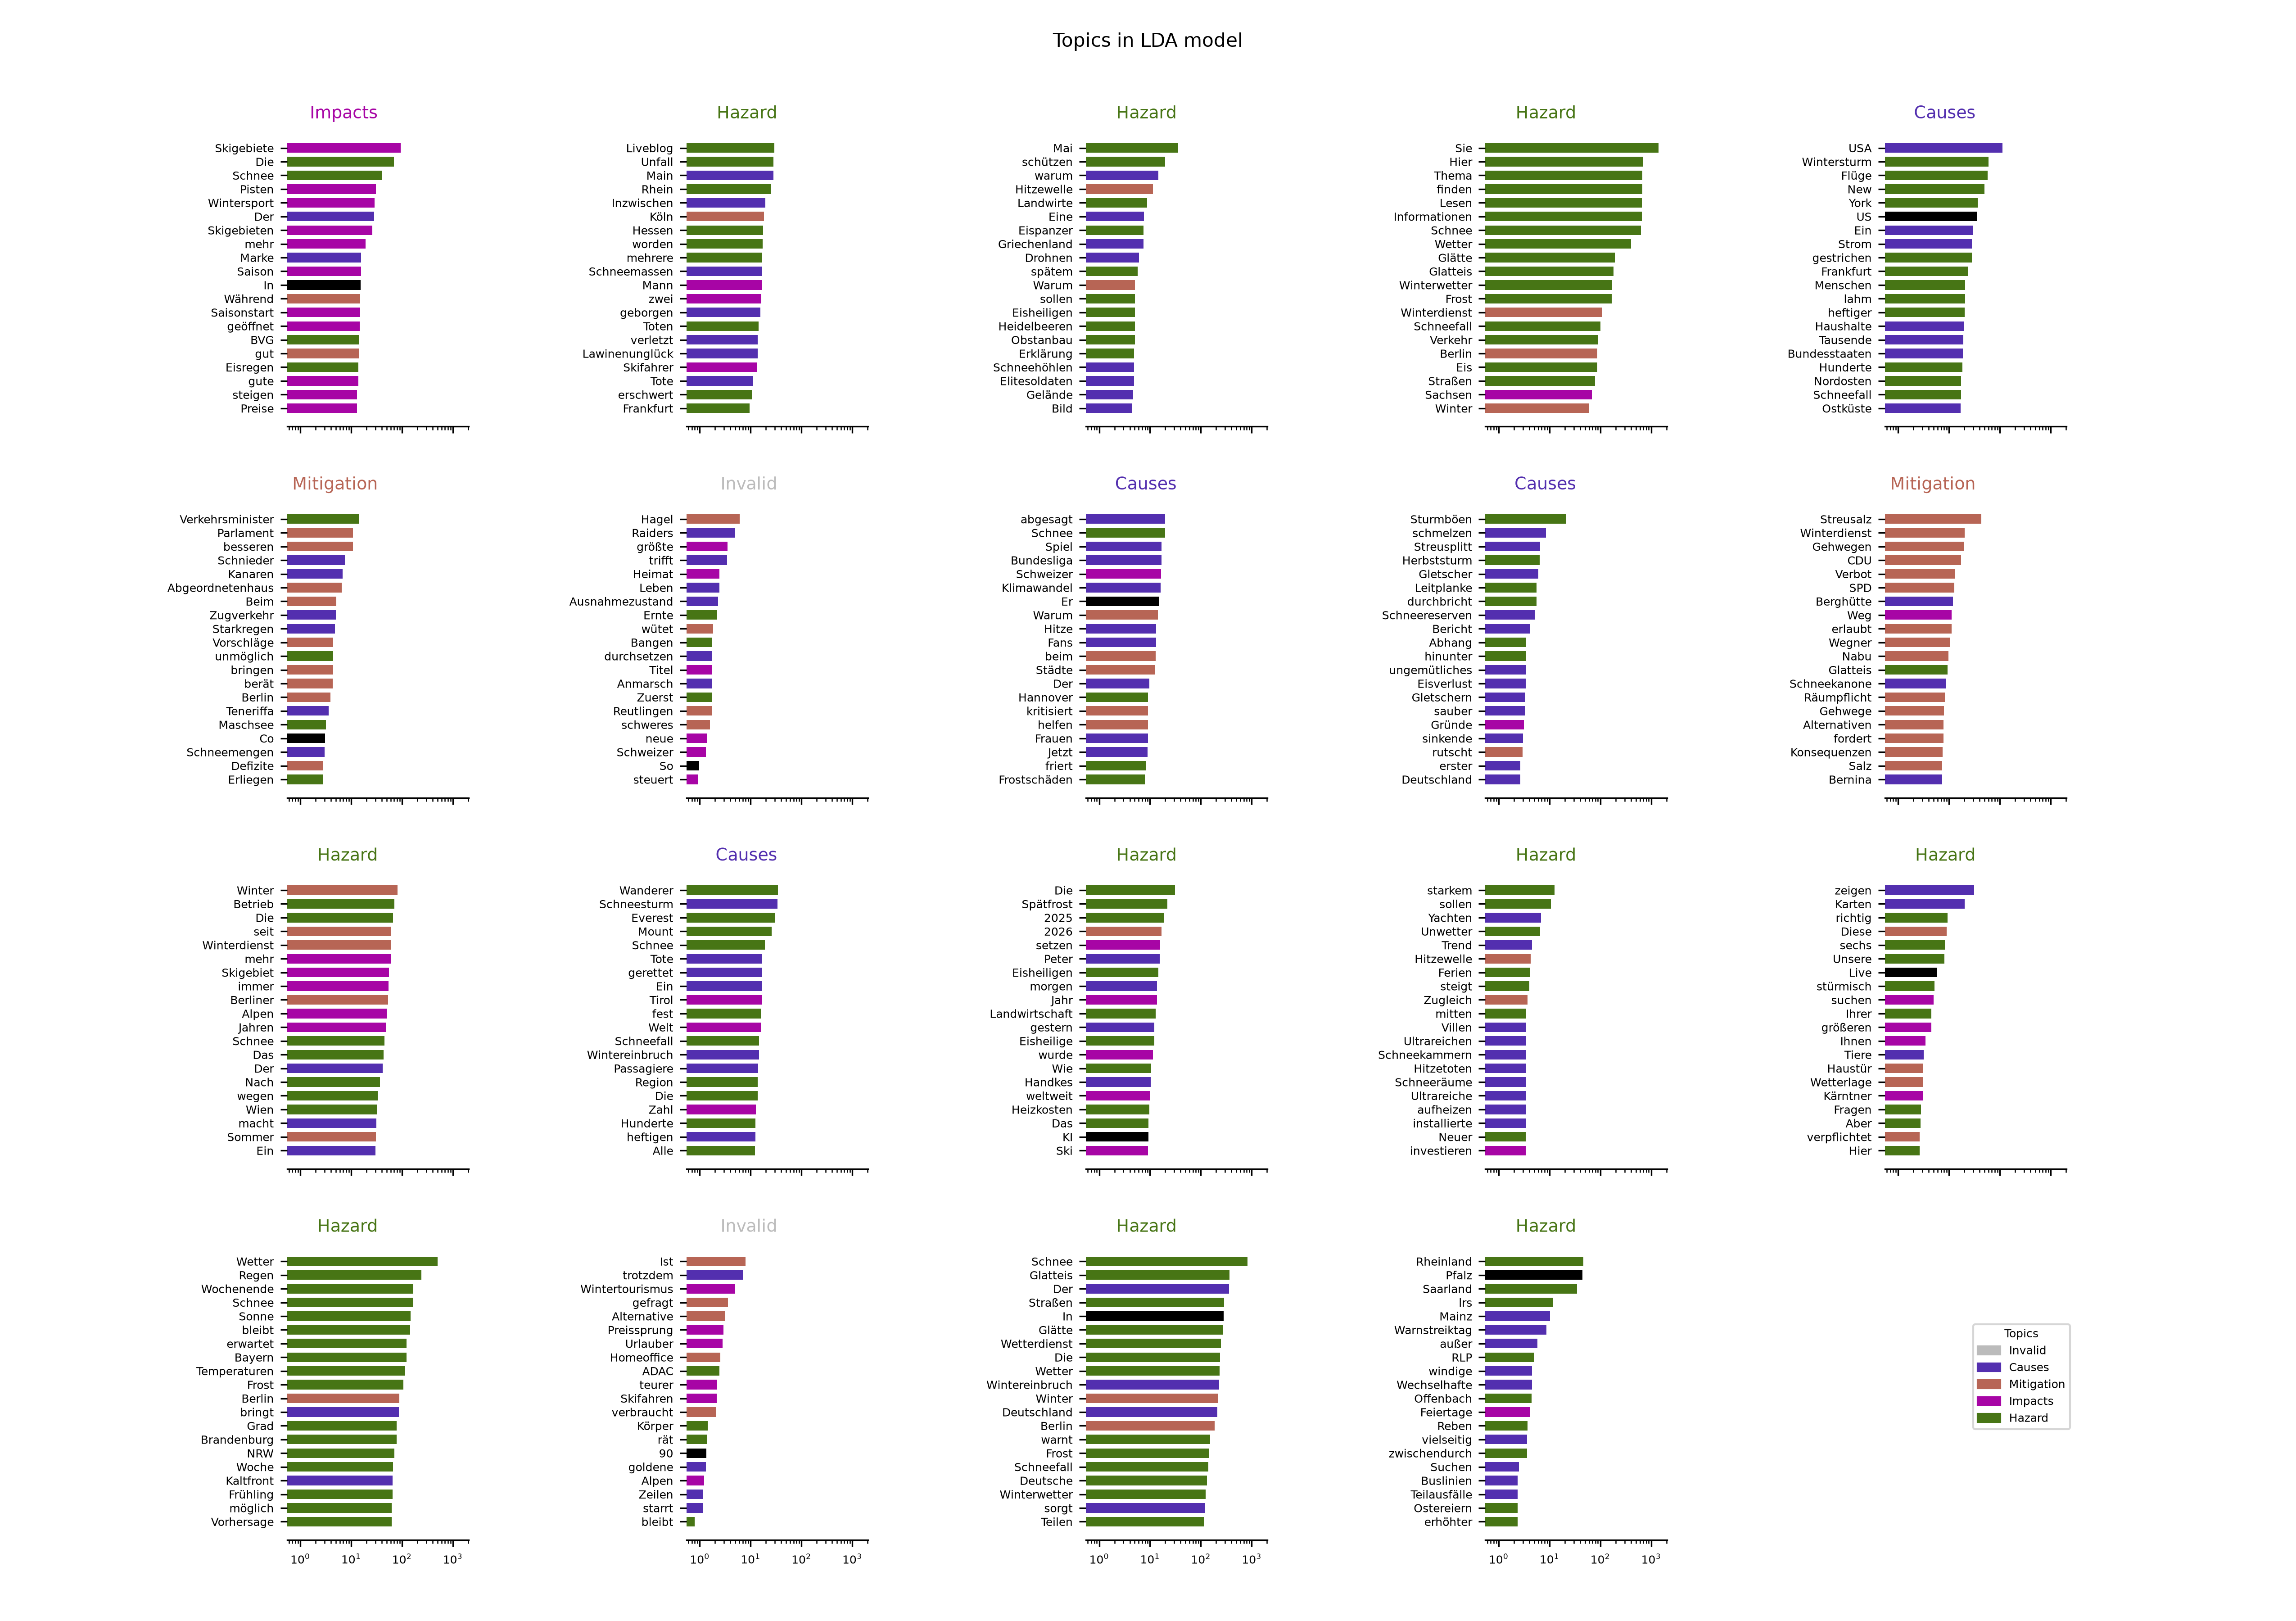 Topics in LDA model
Impacts
Skigebiete
Die
Schnee
Pisten
Wintersport
Der
Skigebieten
mehr
Marke
Saison
In
Während
Saisonstart
geöffnet
BVG
gut
Eisregen
gute
steigen
Preise
Hazard
Liveblog
Unfall
Main
Rhein
Inzwischen
Köln
Hessen
worden
mehrere
Schneemassen
Mann
zwei
geborgen
Toten
verletzt
Lawinenunglück
Skifahrer
Tote
erschwert
Frankfurt
Hazard
Mai
schützen
warum
Hitzewelle
Landwirte
Eine
Eispanzer
Griechenland
Drohnen
spätem
Warum
sollen
Eisheiligen
Heidelbeeren
Obstanbau
Erklärung
Schneehöhlen
Elitesoldaten
Gelände
Bild
Hazard
Sie
Hier
Thema
finden
Lesen
Informationen
Schnee
Wetter
Glätte
Glatteis
Winterwetter
Frost
Winterdienst
Schneefall
Verkehr
Berlin
Eis
Straßen
Sachsen
Winter
Causes
USA
Wintersturm
Flüge
New
York
US
Ein
Strom
gestrichen
Frankfurt
Menschen
lahm
heftiger
Haushalte
Tausende
Bundesstaaten
Hunderte
Nordosten
Schneefall
Ostküste
Mitigation
Verkehrsminister
Parlament
besseren
Schnieder
Kanaren
Abgeordnetenhaus
Beim
Zugverkehr
Starkregen
Vorschläge
unmöglich
bringen
berät
Berlin
Teneriffa
Maschsee
Co
Schneemengen
Defizite
Erliegen
Invalid
Hagel
Raiders
größte
trifft
Heimat
Leben
Ausnahmezustand
Ernte
wütet
Bangen
durchsetzen
Titel
Anmarsch
Zuerst
Reutlingen
schweres
neue
Schweizer
So
steuert
Causes
abgesagt
Schnee
Spiel
Bundesliga
Schweizer
Klimawandel
Er
Warum
Hitze
Fans
beim
Städte
Der
Hannover
kritisiert
helfen
Frauen
Jetzt
friert
Frostschäden
Causes
Sturmböen
schmelzen
Streusplitt
Herbststurm
Gletscher
Leitplanke
durchbricht
Schneereserven
Bericht
Abhang
hinunter
ungemütliches
Eisverlust
Gletschern
sauber
Gründe
sinkende
rutscht
erster
Deutschland
Mitigation
Streusalz
Winterdienst
Gehwegen
CDU
Verbot
SPD
Berghütte
Weg
erlaubt
Wegner
Nabu
Glatteis
Schneekanone
Räumpflicht
Gehwege
Alternativen
fordert
Konsequenzen
Salz
Bernina
Hazard
Winter
Betrieb
Die
seit
Winterdienst
mehr
Skigebiet
immer
Berliner
Alpen
Jahren
Schnee
Das
Der
Nach
wegen
Wien
macht
Sommer
Ein
Causes
Wanderer
Schneesturm
Everest
Mount
Schnee
Tote
gerettet
Ein
Tirol
fest
Welt
Schneefall
Wintereinbruch
Passagiere
Region
Die
Zahl
Hunderte
heftigen
Alle
Hazard
Die
Spätfrost
2025
2026
setzen
Peter
Eisheiligen
morgen
Jahr
Landwirtschaft
gestern
Eisheilige
wurde
Wie
Handkes
weltweit
Heizkosten
Das
KI
Ski
Hazard
starkem
sollen
Yachten
Unwetter
Trend
Hitzewelle
Ferien
steigt
Zugleich
mitten
Villen
Ultrareichen
Schneekammern
Hitzetoten
Schneeräume
Ultrareiche
aufheizen
installierte
Neuer
investieren
Hazard
zeigen
Karten
richtig
Diese
sechs
Unsere
Live
stürmisch
suchen
Ihrer
größeren
Ihnen
Tiere
Haustür
Wetterlage
Kärntner
Fragen
Aber
verpflichtet
Hier
Hazard
Wetter
Regen
Wochenende
Schnee
Sonne
bleibt
erwartet
Bayern
Temperaturen
Frost
Berlin
bringt
Grad
Brandenburg
NRW
Woche
Kaltfront
Frühling
möglich
Vorhersage
10⁰ 10¹ 10² 10³
Invalid
Ist
trotzdem
Wintertourismus
gefragt
Alternative
Preissprung
Urlauber
Homeoffice
ADAC
teurer
Skifahren
verbraucht
Körper
rät
90
goldene
Alpen
Zeilen
starrt
bleibt
10⁰ 10¹ 10² 10³
Hazard
Schnee
Glatteis
Der
Straßen
In
Glätte
Wetterdienst
Die
Wetter
Wintereinbruch
Winter
Deutschland
Berlin
warnt
Frost
Schneefall
Deutsche
Winterwetter
sorgt
Teilen
10⁰ 10¹ 10² 10³
Hazard
Rheinland
Pfalz
Saarland
lrs
Mainz
Warnstreiktag
außer
RLP
windige
Wechselhafte
Offenbach
Feiertage
Reben
vielseitig
zwischendurch
Suchen
Buslinien
Teilausfälle
Ostereiern
erhöhter
10⁰ 10¹ 10² 10³
Topics
Invalid
Causes
Mitigation
Impacts
Hazard